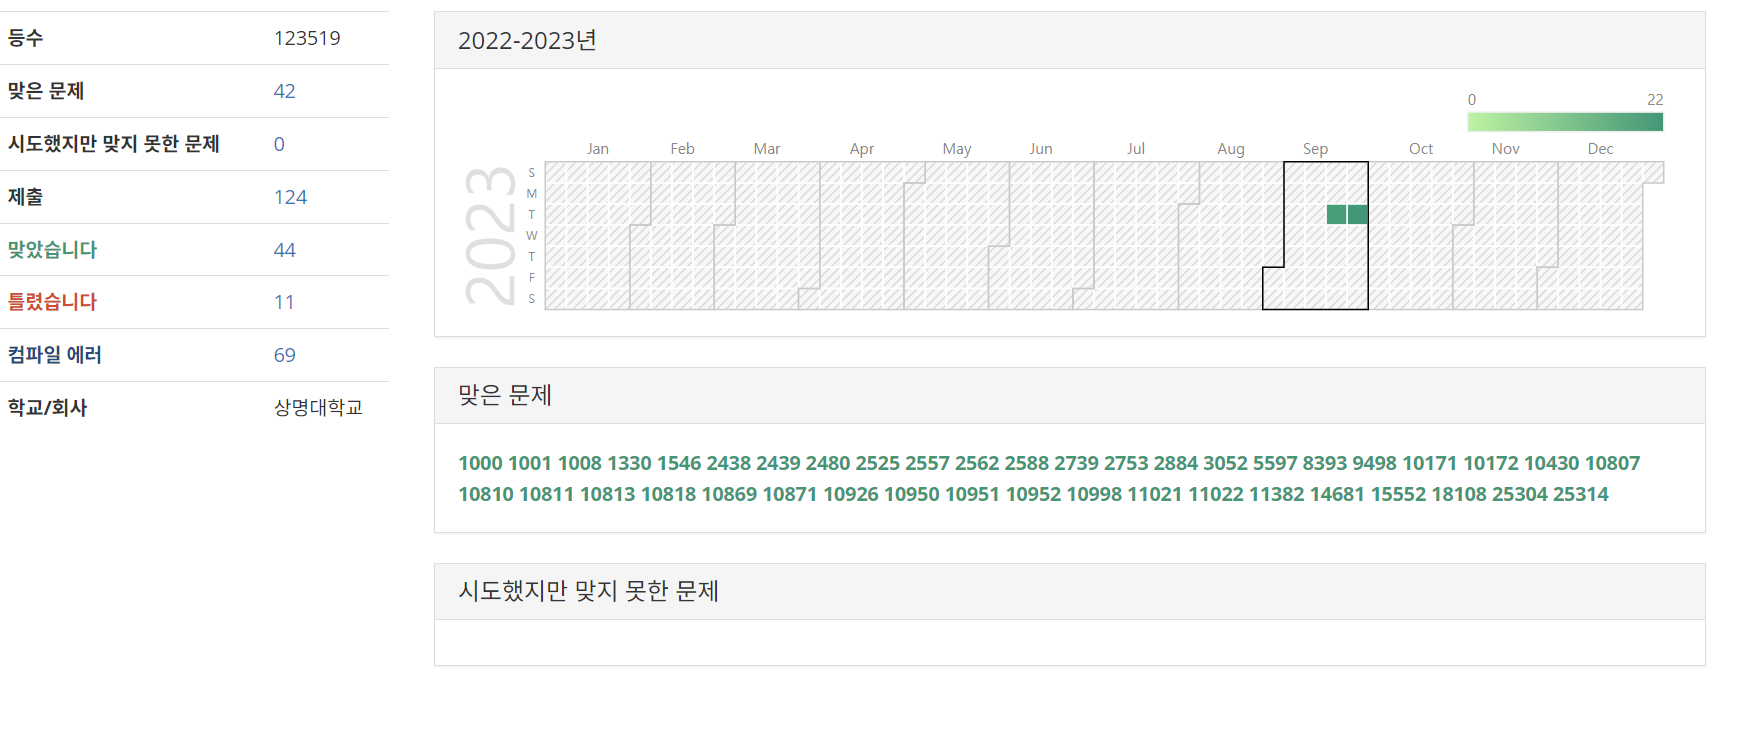 등수 123519
맞은 문제 42
시도했지만 맞지 못한 문제 0
제출 124
맞았습니다 44
틀렸습니다 11
컴파일 에러 69
학교/회사 상명대학교
2022-2023년
0 22
Jan Feb Mar Apr May Jun Jul Aug Sep Oct Nov Dec
2023
S
M
T
W
T
F
S
맞은 문제
1000 1001 1008 1330 1546 2438 2439 2480 2525 2557 2562 2588 2739 2753 2884 3052 5597 8393 9498 10171 10172 10430 10807
10810 10811 10813 10818 10869 10871 10926 10950 10951 10952 10998 11021 11022 11382 14681 15552 18108 25304 25314
시도했지만 맞지 못한 문제